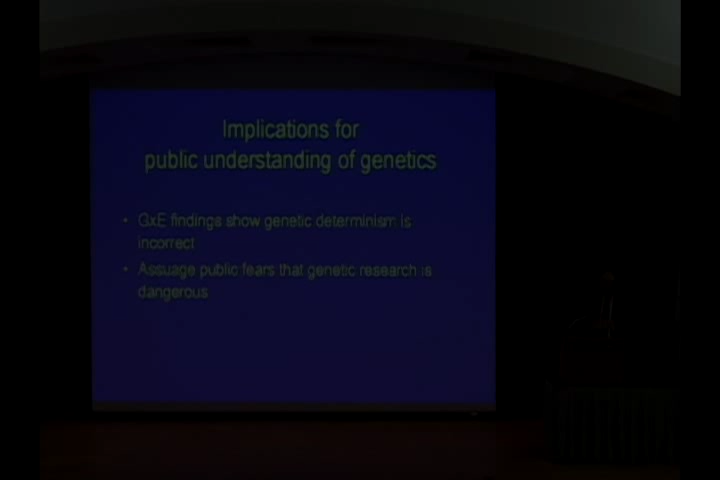 Implications for
public understanding of genetics
• GxE findings show genetic determinism is
incorrect
• Assuage public fears that genetic research is
dangerous